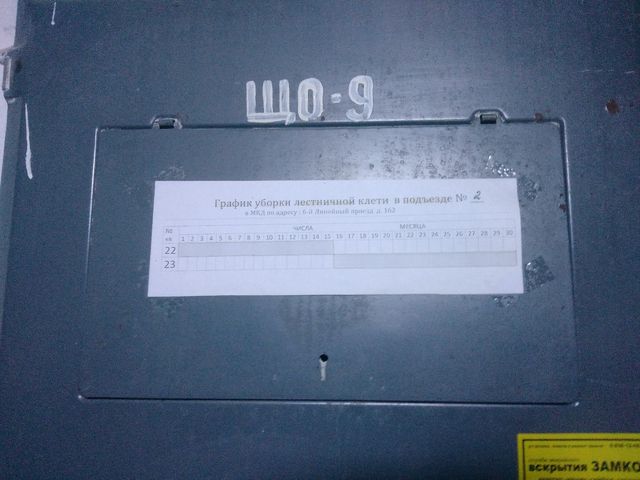 ЩО-9
График уборки лестничной клети в подъезде № 2
в МКД по адресу: 6-й Линейный проезд д. 162
№ ЧИСЛА МЕСЯЦА
кв 1 2 3 4 5 6 7 8 9 10 11 12 13 14 15 16 17 18 19 20 21 22 23 24 25 26 27 28 29 30
22
23
вскрытия ЗАМКО